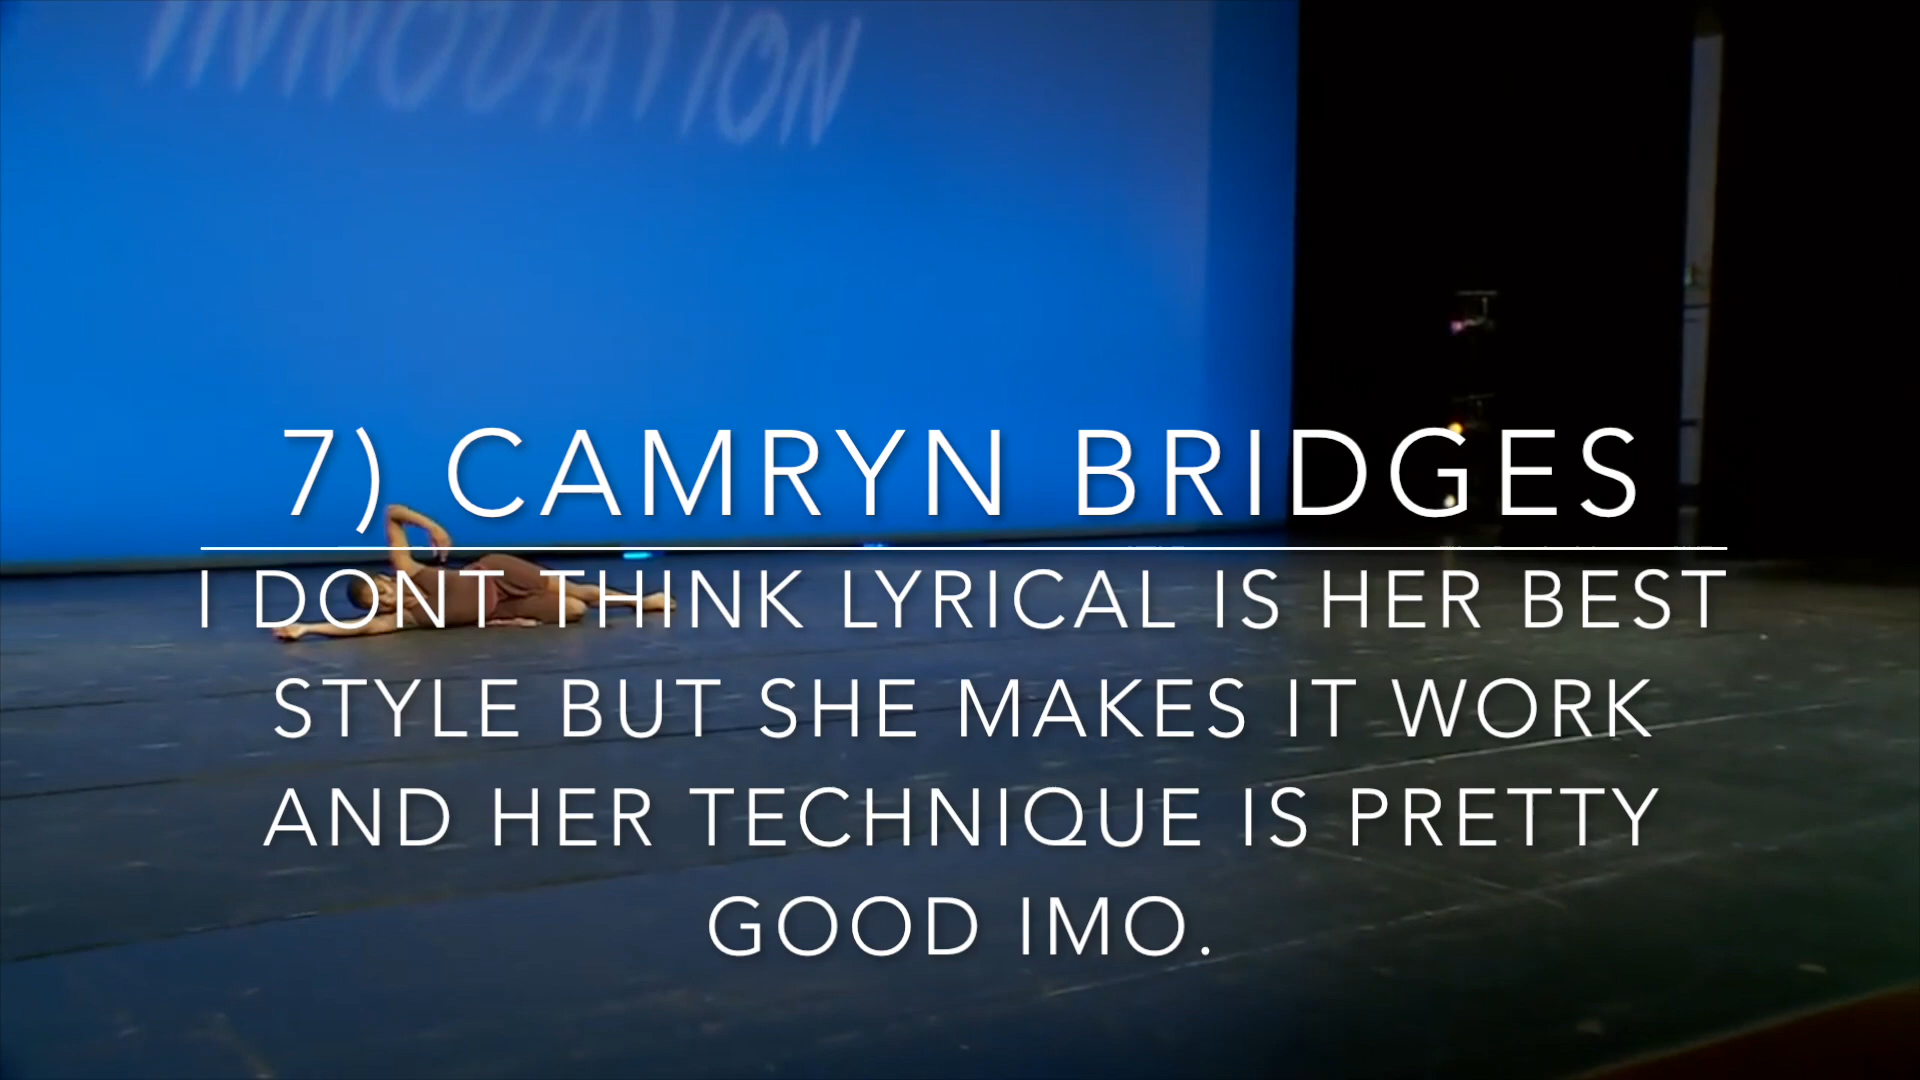 INNOVATION
7) CAMRYN BRIDGES
I DONT THINK LYRICAL IS HER BEST
STYLE BUT SHE MAKES IT WORK
AND HER TECHNIQUE IS PRETTY
GOOD IMO.